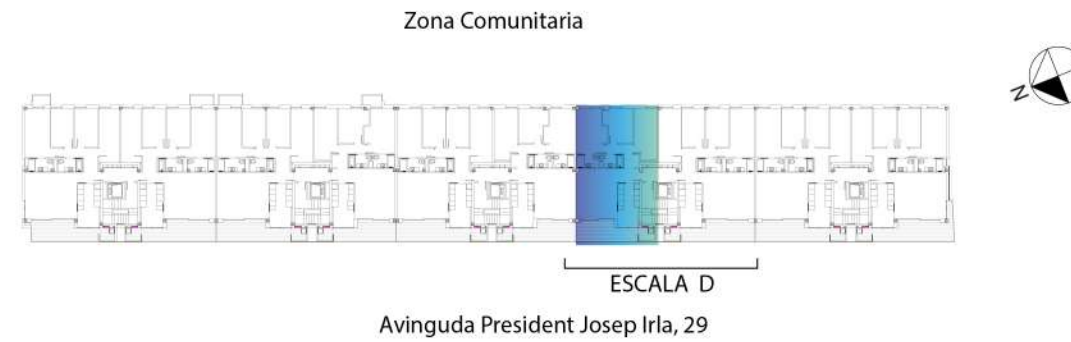 Zona Comunitaria
N
ESCALA D
Avinguda President Josep Irla, 29